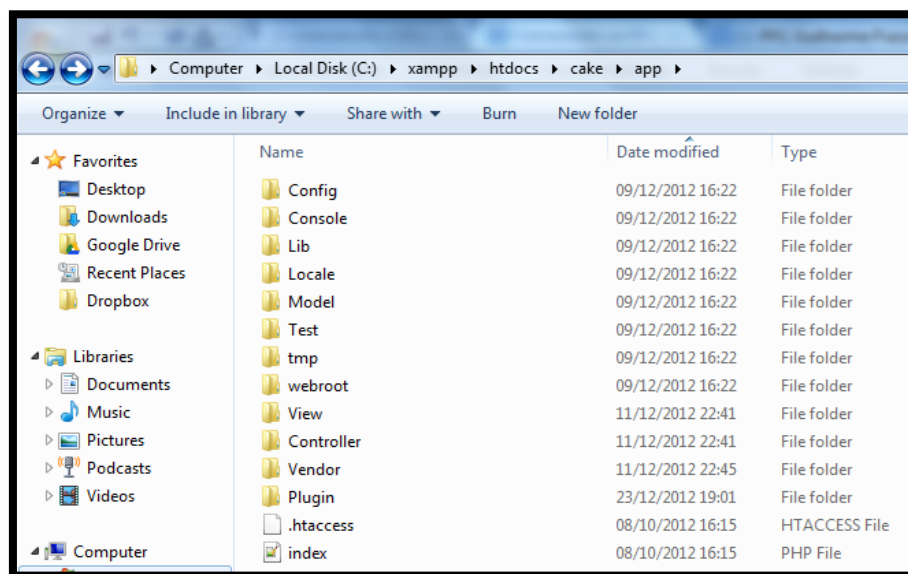 Computer ▸ Local Disk (C:) ▸ xampp ▸ htdocs ▸ cake ▸ app ▸
Organize ▾ Include in library ▾ Share with ▾ Burn New folder
Favorites
Desktop
Downloads
Google Drive
Recent Places
Dropbox
Libraries
Documents
Music
Pictures
Podcasts
Videos
Computer
Name Date modified Type
Config 09/12/2012 16:22 File folder
Console 09/12/2012 16:22 File folder
Lib 09/12/2012 16:22 File folder
Locale 09/12/2012 16:22 File folder
Model 09/12/2012 16:22 File folder
Test 09/12/2012 16:22 File folder
tmp 09/12/2012 16:22 File folder
webroot 09/12/2012 16:22 File folder
View 11/12/2012 22:41 File folder
Controller 11/12/2012 22:41 File folder
Vendor 11/12/2012 22:45 File folder
Plugin 23/12/2012 19:01 File folder
.htaccess 08/10/2012 16:15 HTACCESS File
index 08/10/2012 16:15 PHP File